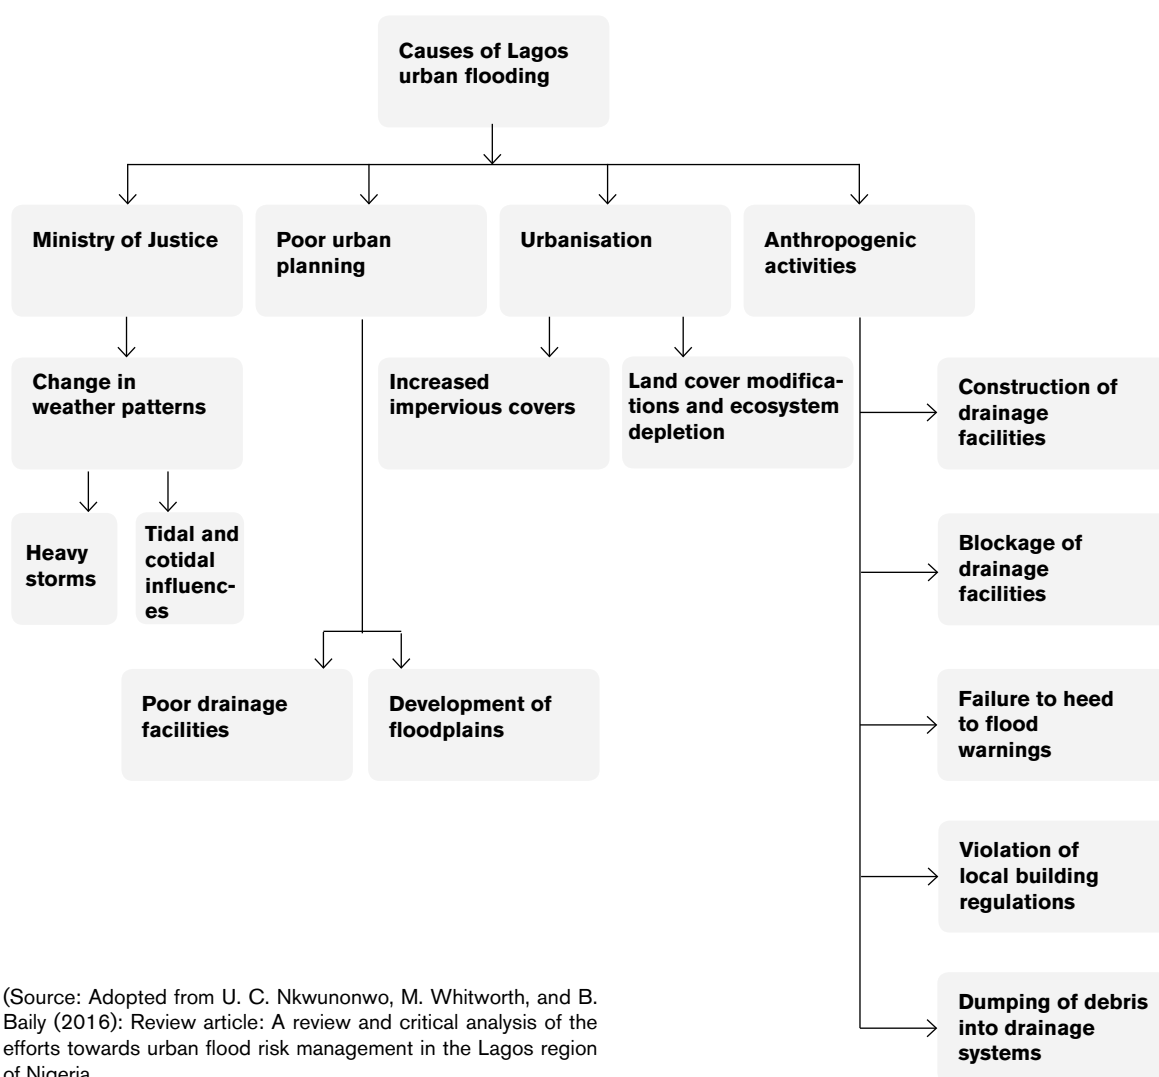 Causes of Lagos
urban flooding
Ministry of Justice
Poor urban
planning
Urbanisation
Anthropogenic
activities
Change in
weather patterns
Increased
impervious covers
Land cover modifica-
tions and ecosystem
depletion
Construction of
drainage
facilities
Heavy
storms
Tidal and
cotidal
influenc-
es
Blockage of
drainage
facilities
Poor drainage
facilities
Development of
floodplains
Failure to heed
to flood
warnings
Violation of
local building
regulations
Dumping of debris
into drainage
systems
(Source: Adopted from U. C. Nkwunonwo, M. Whitworth, and B.
Baily (2016): Review article: A review and critical analysis of the
efforts towards urban flood risk management in the Lagos region
of Nigeria